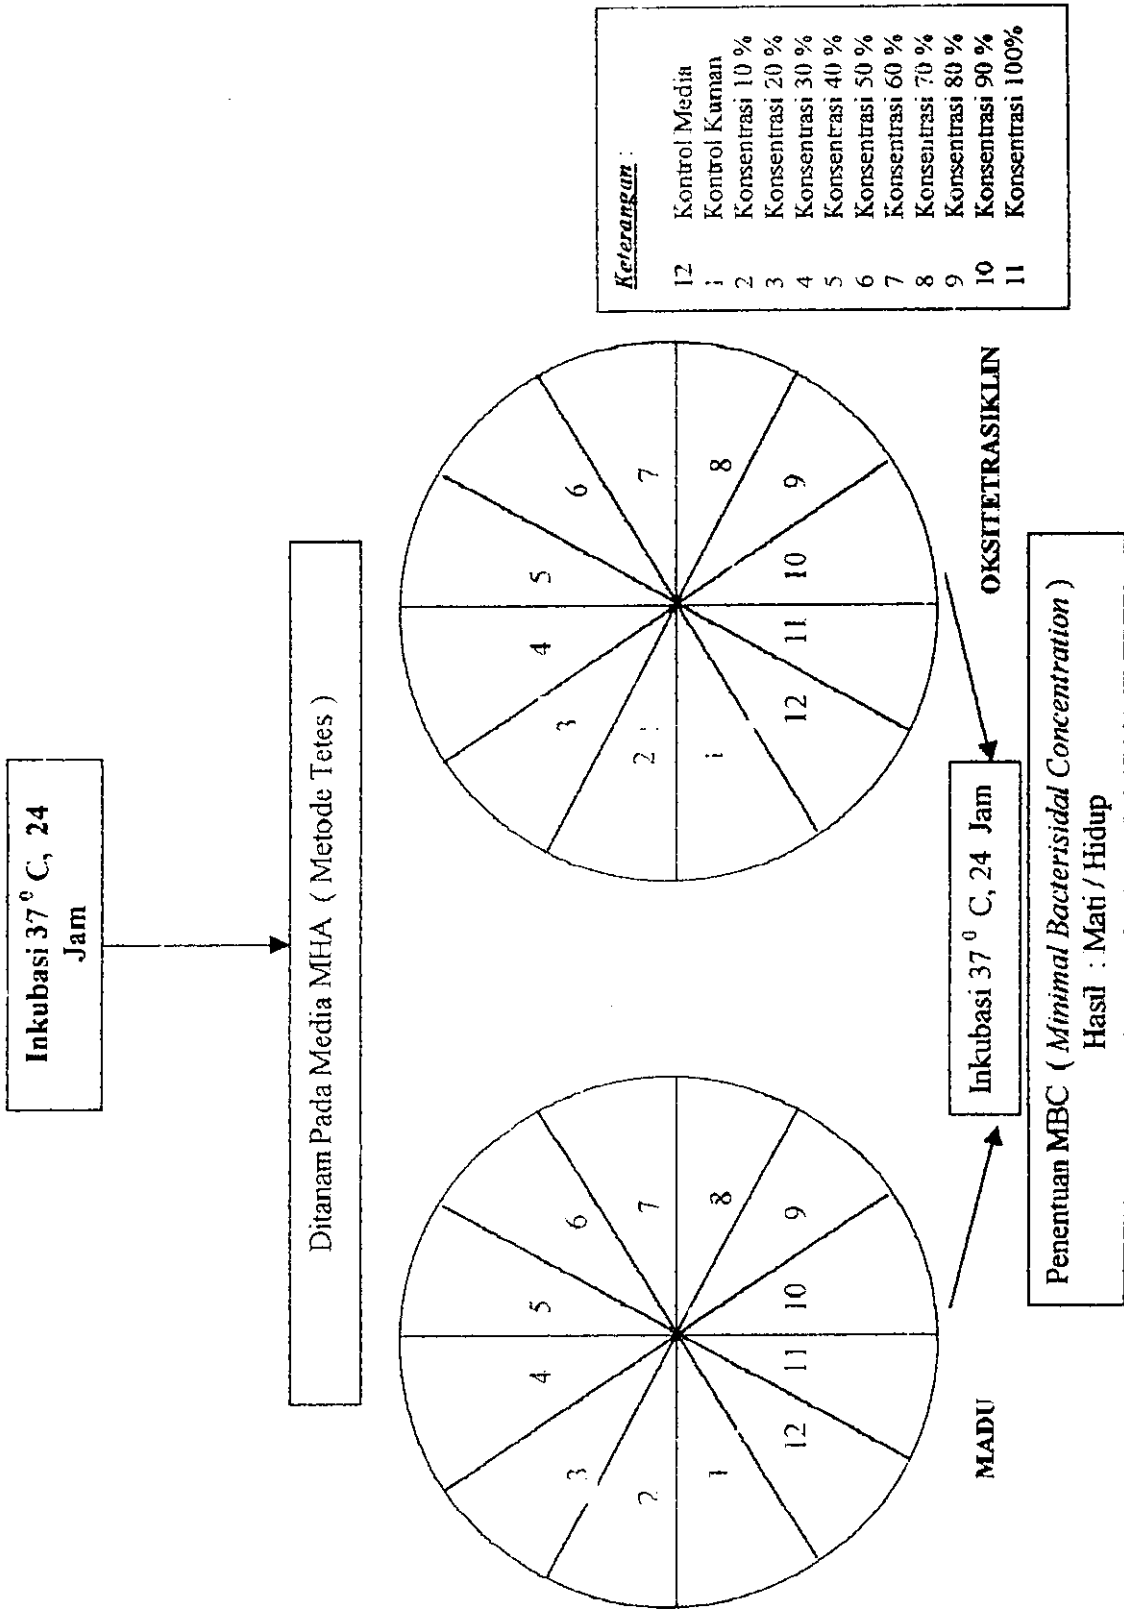 Inkubasi 37⁰ C, 24
Jam
Ditanam Pada Media MHA ( Metode Tetes )
1
2
3
4
5
6
7
8
9
10
11
12
MADU
1
2
3
4
5
6
7
8
9
10
11
12
OKSITETRASIKLIN
Keterangan :
12 Kontrol Media
1 Kontrol Kuman
2 Konsentrasi 10 %
3 Konsentrasi 20 %
4 Konsentrasi 30 %
5 Konsentrasi 40 %
6 Konsentrasi 50 %
7 Konsentrasi 60 %
8 Konsentrasi 70 %
9 Konsentrasi 80 %
10 Konsentrasi 90 %
11 Konsentrasi 100%
Inkubasi 37 ⁰ C, 24 Jam
Penentuan MBC ( Minimal Bacterisidal Concentration )
Hasil : Mati / Hidup